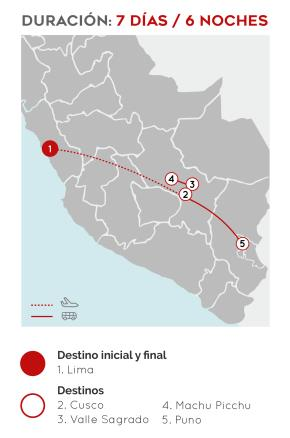 DURACIÓN: 7 DÍAS / 6 NOCHES
1
4
3
2
5
Destino inicial y final
1. Lima
Destinos
2. Cusco
3. Valle Sagrado
4. Machu Picchu
5. Puno